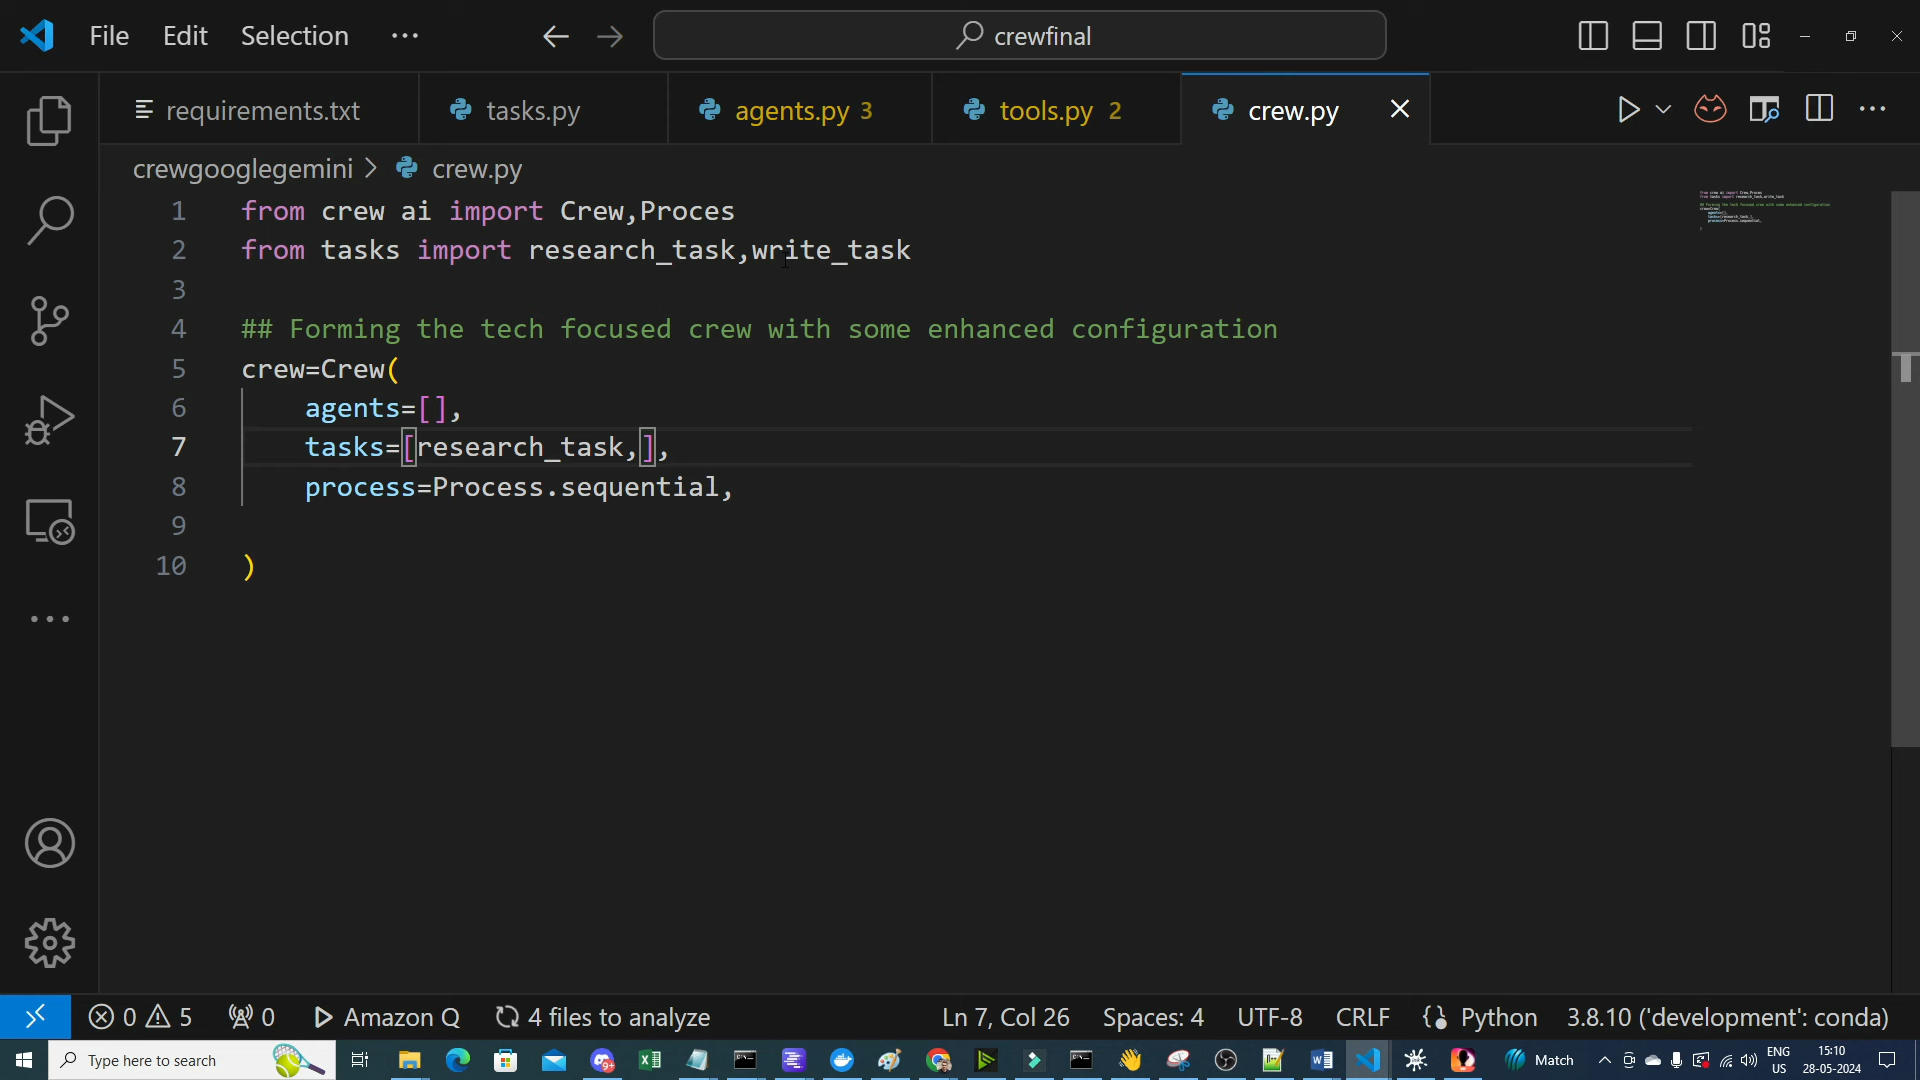 File Edit Selection ···
crewfinal
requirements.txt tasks.py agents.py 3 tools.py 2 crew.py
crewgooglegemini > crew.py
1 from crew ai import Crew,Proces
2 from tasks import research_task,write_task
3
4 ## Forming the tech focused crew with some enhanced configuration
5 crew=Crew(
6 agents=[],
7 tasks=[research_task,],
8 process=Process.sequential,
9
10 )
0 5 0 Amazon Q 4 files to analyze Ln 7, Col 26 Spaces: 4 UTF-8 CRLF Python 3.8.10 ('development': conda)
Type here to search Match ENG 15:10
US 28-05-2024